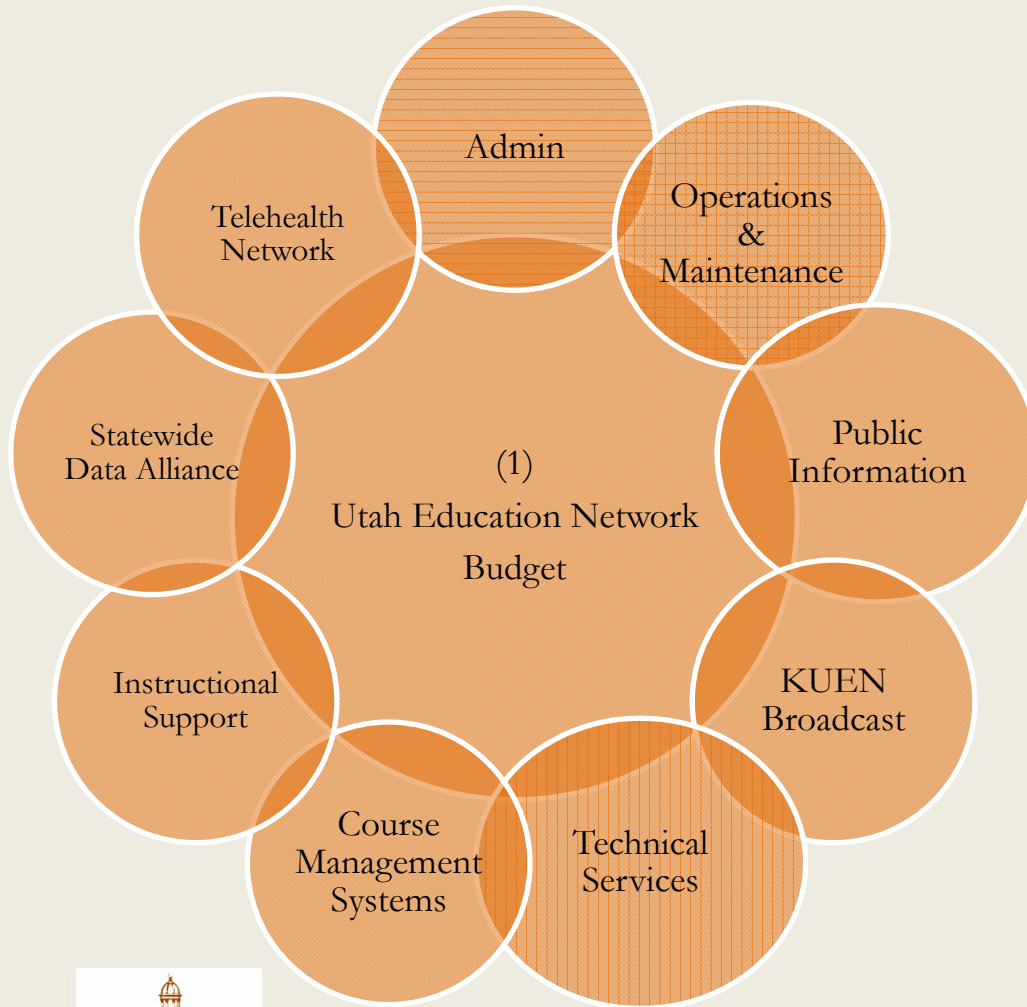 Admin
Operations
&
Maintenance
Public
Information
KUEN
Broadcast
Technical
Services
Course
Management
Systems
Instructional
Support
Statewide
Data Alliance
Telehealth
Network
(1)
Utah Education Network
Budget